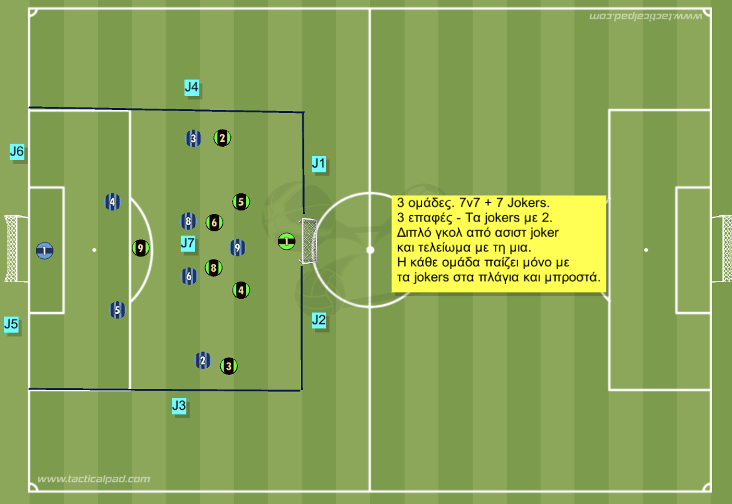 www.tacticalpad.com
J4
3
2
J6
J1
4
5
8
6
J7
9
9
1
1
6
8
4
5
J5
J2
2
3
J3
3 ομάδες. 7v7 + 7 Jokers.
3 επαφές - Τα jokers με 2.
Διπλό γκολ από ασιστ joker
και τελείωμα με τη μια.
Η κάθε ομάδα παίζει μόνο με
τα jokers στα πλάγια και μπροστά.
www.tacticalpad.com